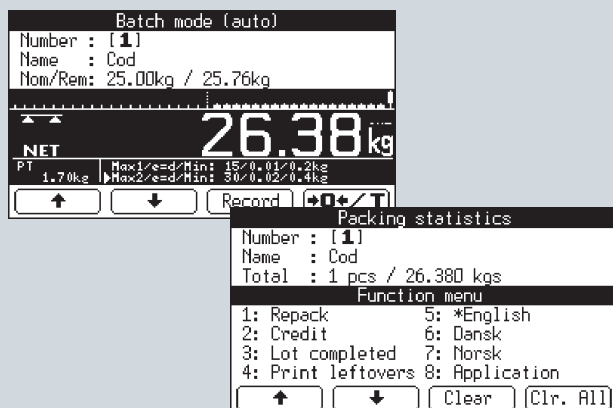 Batch mode (auto)
Number : [1]
Name : Cod
Nom/Rem: 25.00kg / 25.76kg
26.38 kg
NET
PT 1.70kg
Max1/e=d/Min: 15/0.01/0.2kg
Max2/e=d/Min: 30/0.02/0.4kg
Record →0←/T
Packing statistics
Number : [1]
Name : Cod
Total : 1 pcs / 26.380 kgs
Function menu
1: Repack 5: *English
2: Credit 6: Dansk
3: Lot completed 7: Norsk
4: Print leftovers 8: Application
Clear Clr. All